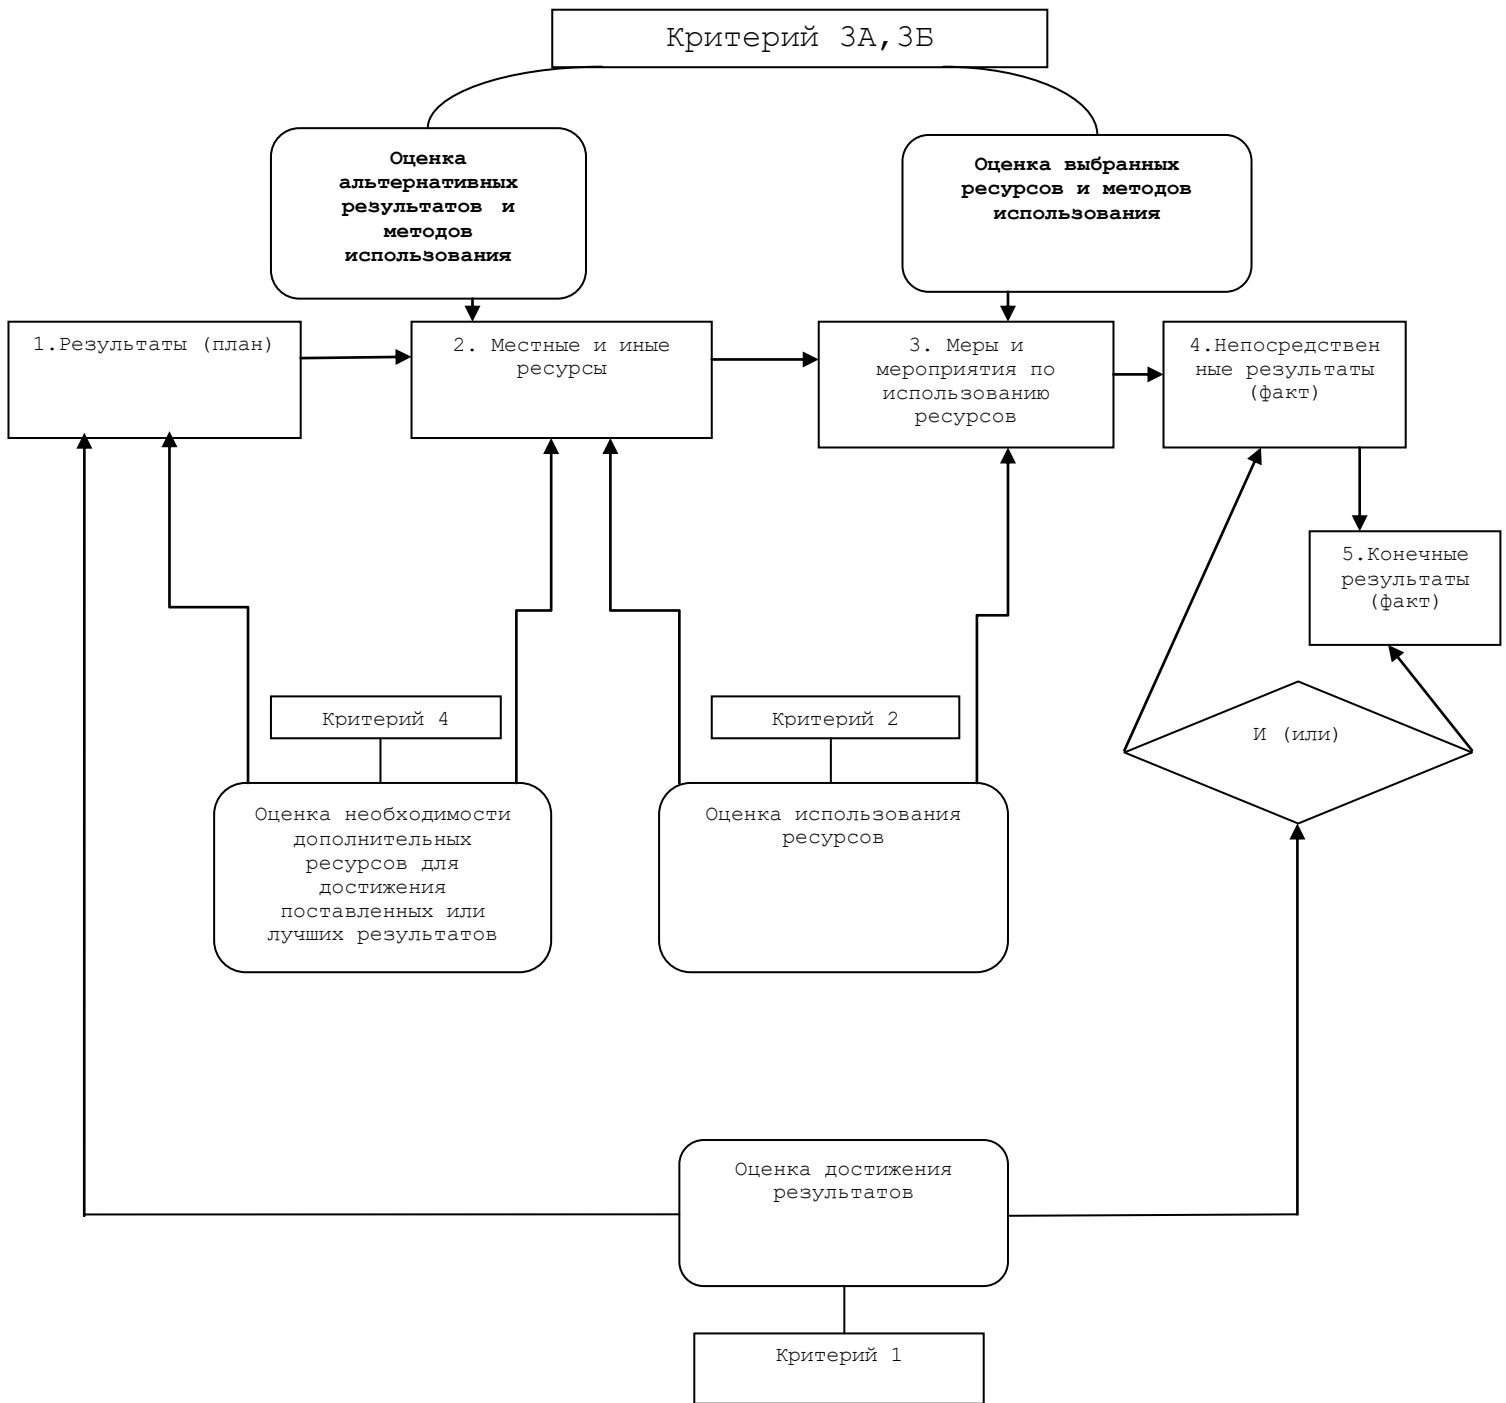 Критерий 3А,3Б
Оценка
альтернативных
результатов и
методов
использования
Оценка выбранных
ресурсов и методов
использования
1.Результаты (план)
2. Местные и иные
ресурсы
3. Меры и
мероприятия по
использованию
ресурсов
4.Непосредствен
ные результаты
(факт)
5.Конечные
результаты
(факт)
Критерий 4
Критерий 2
И (или)
Оценка необходимости
дополнительных
ресурсов для
достижения
поставленных или
лучших результатов
Оценка использования
ресурсов
Оценка достижения
результатов
Критерий 1